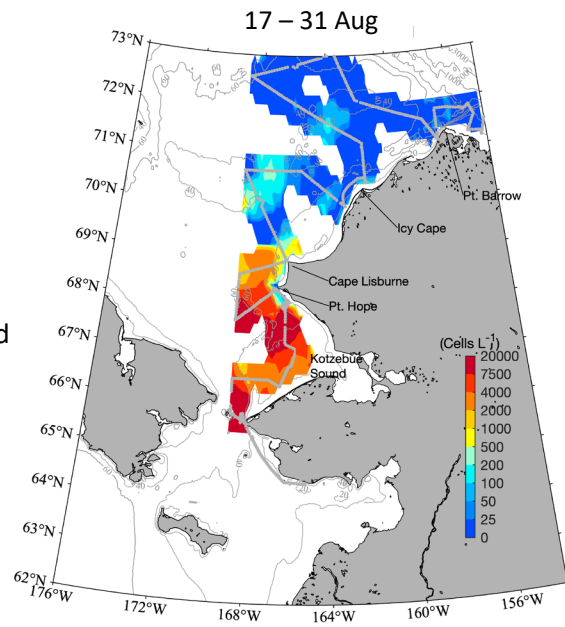 17 – 31 Aug
73°N
72°N
71°N
70°N
69°N
68°N
67°N
66°N
65°N
64°N
63°N
62°N
176°W
172°W
168°W
164°W
160°W
156°W
Pt. Barrow
Icy Cape
Cape Lisburne
Pt. Hope
Kotzebue
Sound
(Cells L⁻¹)
20000
7500
4000
2000
1000
500
200
100
50
25
0
d